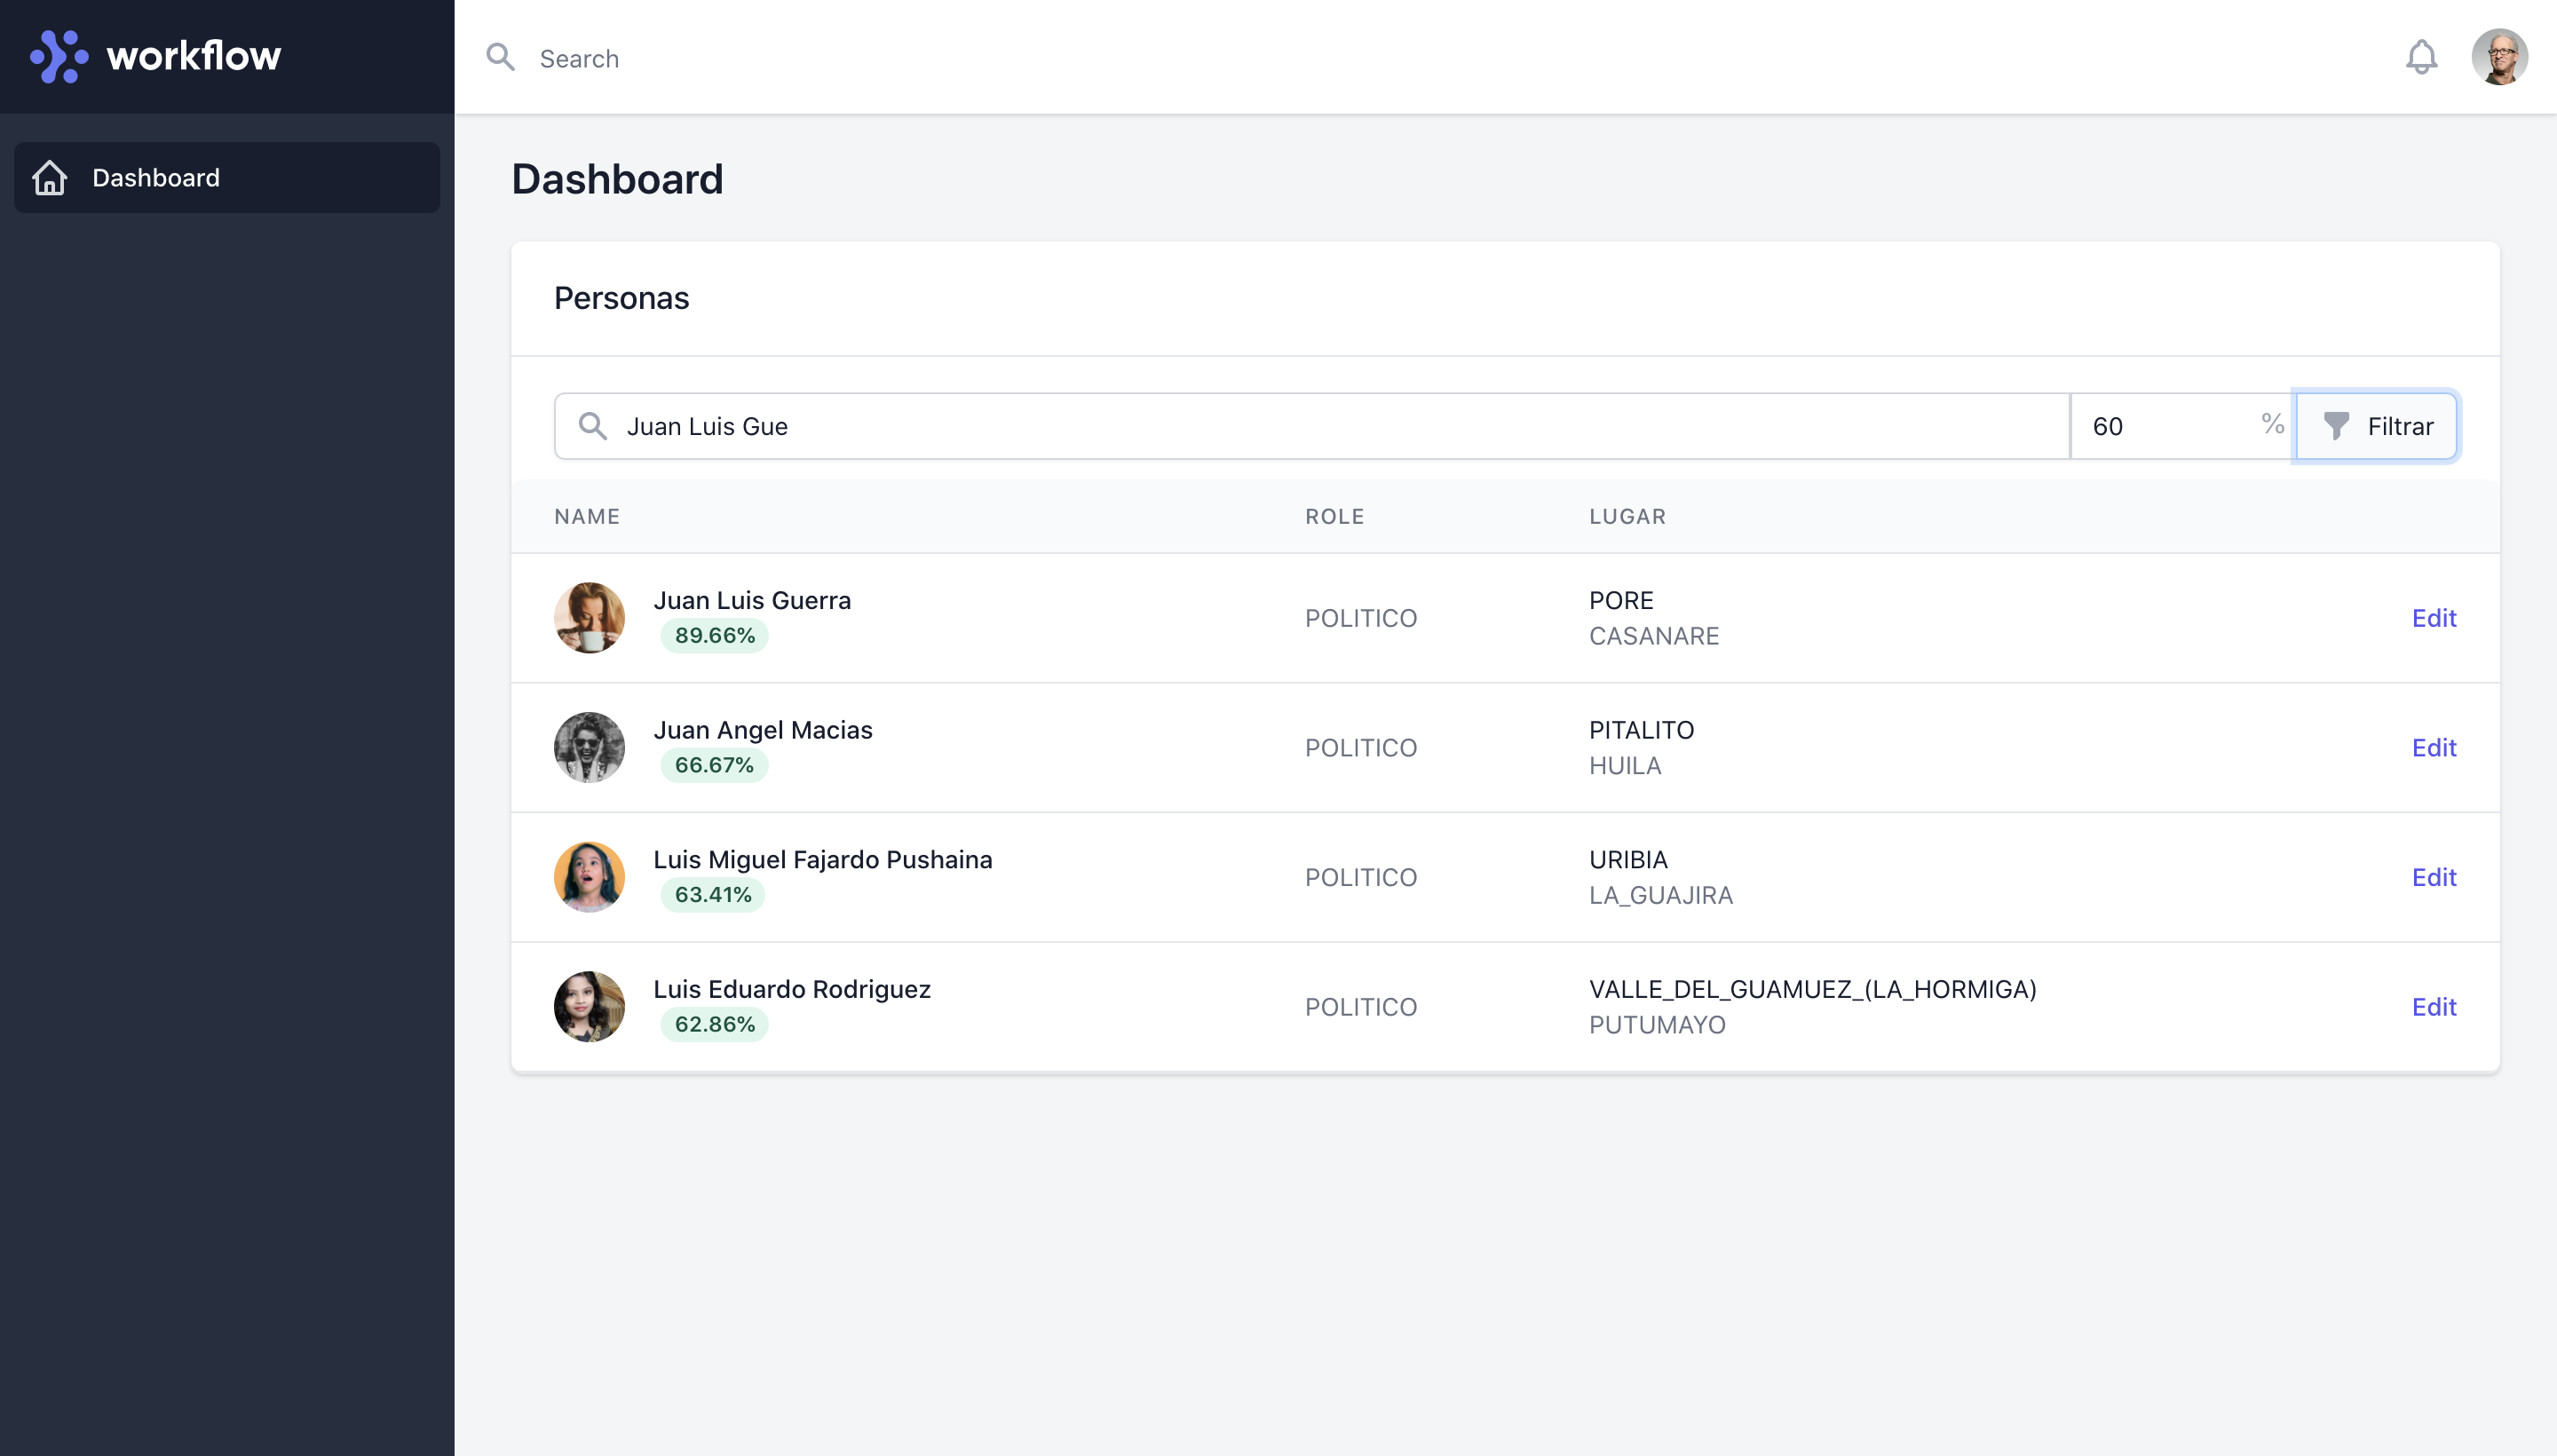 workflow
Search
Dashboard
Dashboard
Personas
Juan Luis Gue
60 %
Filtrar
NAME ROLE LUGAR
Juan Luis Guerra
89.66%
POLITICO
PORE
CASANARE
Edit
Juan Angel Macias
66.67%
POLITICO
PITALITO
HUILA
Edit
Luis Miguel Fajardo Pushaina
63.41%
POLITICO
URIBIA
LA_GUAJIRA
Edit
Luis Eduardo Rodriguez
62.86%
POLITICO
VALLE_DEL_GUAMUEZ_(LA_HORMIGA)
PUTUMAYO
Edit